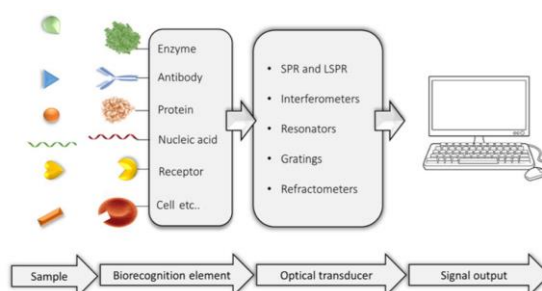 Enzyme
Antibody
Protein
Nucleic acid
Receptor
Cell etc..
• SPR and LSPR
• Interferometers
• Resonators
• Gratings
• Refractometers
Sample
Biorecognition element
Optical transducer
Signal output